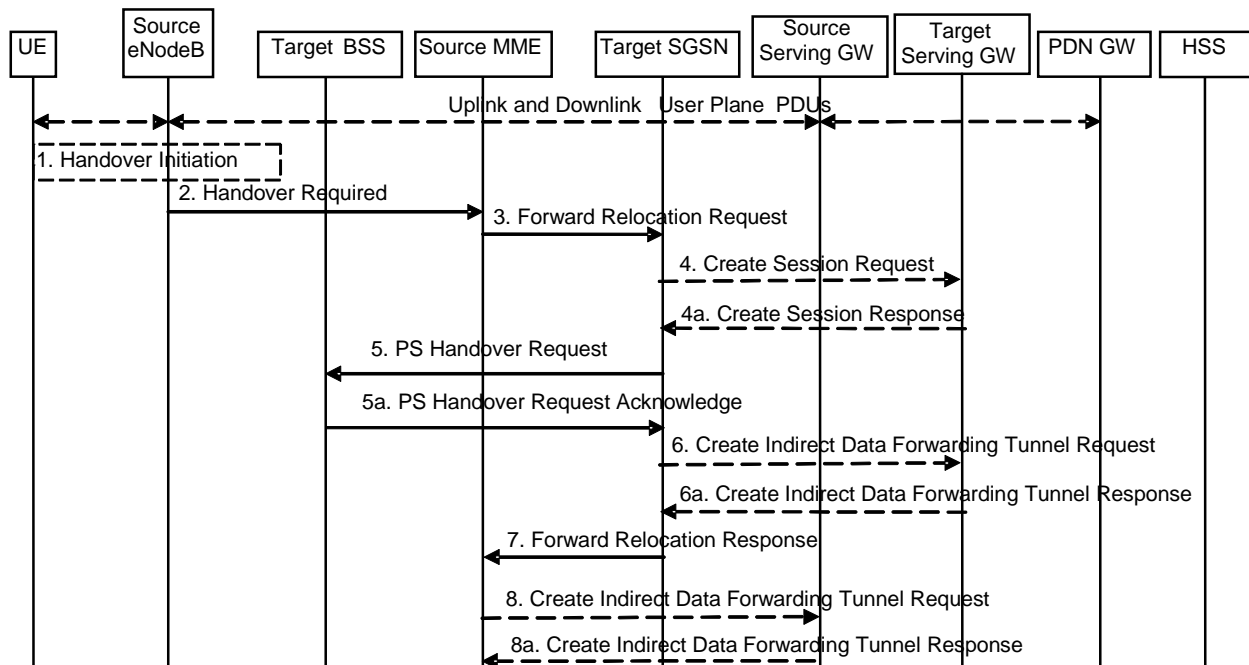 UE
Source
eNodeB
Target BSS
Source MME
Target SGSN
Source
Serving GW
Target
Serving GW
PDN GW
HSS
Uplink and Downlink User Plane PDUs
1. Handover Initiation
2. Handover Required
3. Forward Relocation Request
4. Create Session Request
4a. Create Session Response
5. PS Handover Request
5a. PS Handover Request Acknowledge
6. Create Indirect Data Forwarding Tunnel Request
6a. Create Indirect Data Forwarding Tunnel Response
7. Forward Relocation Response
8. Create Indirect Data Forwarding Tunnel Request
8a. Create Indirect Data Forwarding Tunnel Response